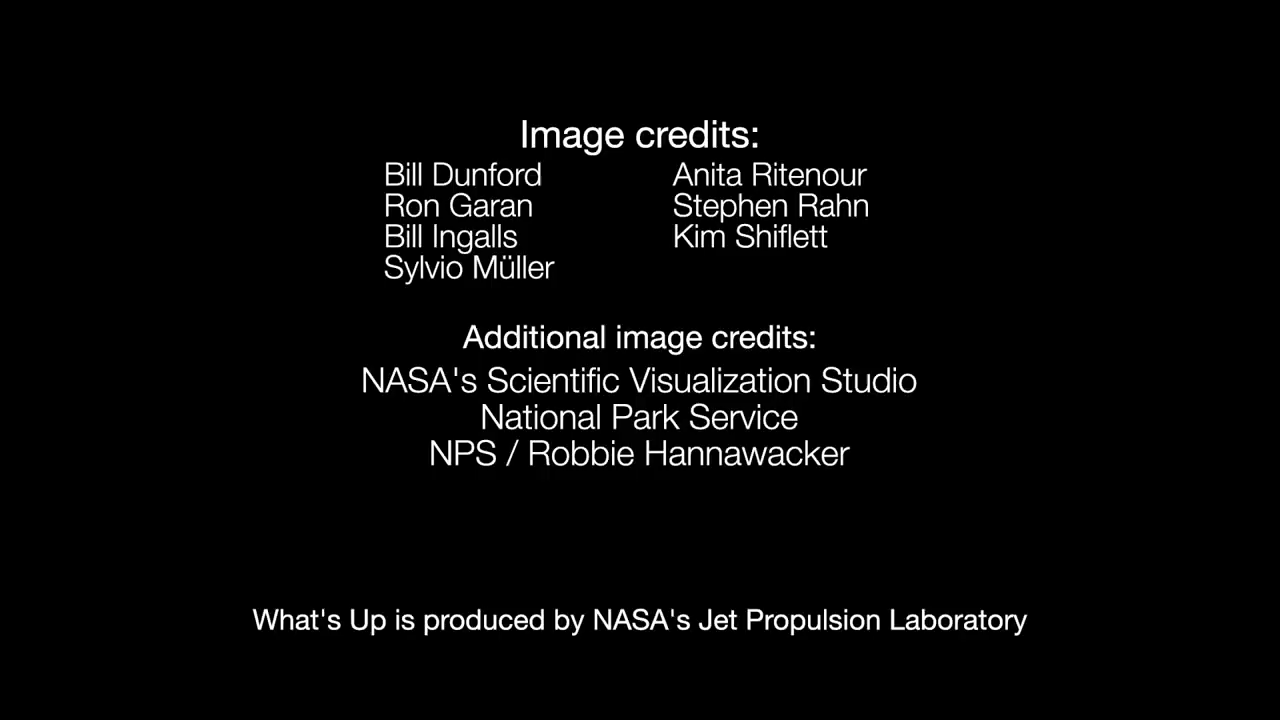 Image credits:
Bill Dunford
Ron Garan
Bill Ingalls
Sylvio Müller
Anita Ritenour
Stephen Rahn
Kim Shiflett
Additional image credits:
NASA's Scientific Visualization Studio
National Park Service
NPS / Robbie Hannawacker
What's Up is produced by NASA's Jet Propulsion Laboratory